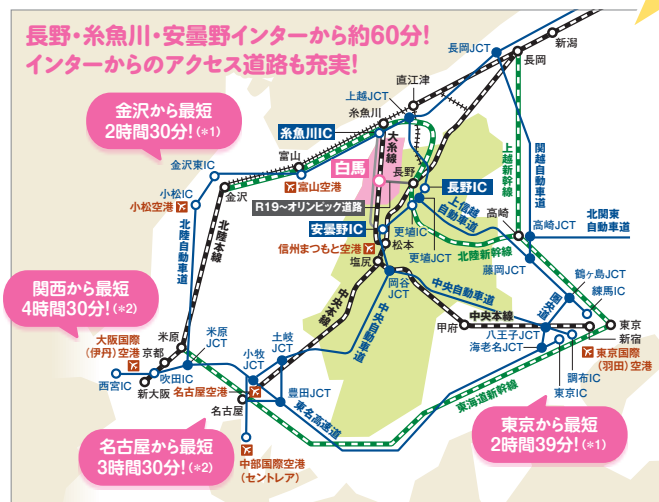 長野・糸魚川・安曇野インターから約60分!
インターからのアクセス道路も充実!
長岡JCT
新潟
長岡
直江津
上越JCT
糸魚川
金沢から最短
2時間30分!(*1)
糸魚川IC
大糸線
上越新幹線
関越自動車道
富山
金沢東IC
白馬
長野
長野IC
富山空港
小松IC
金沢
小松空港
R19〜オリンピック道路
上信越
自動車道
高崎
高崎JCT
北関東
自動車道
安曇野IC
更埴IC
北陸自動車道
北陸本線
信州まつもと空港
松本
更埴JCT
北陸新幹線
藤岡JCT
塩尻
岡谷
JCT
中央自動車道
鶴ヶ島JCT
圏央道
練馬IC
関西から最短
4時間30分!(*2)
中央本線
中央自動車道
甲府
中央本線
東京
新宿
八王子JCT
海老名JCT
東京国際
(羽田)空港
大阪国際
(伊丹)空港
米原
京都
米原
JCT
土岐
JCT
小牧
JCT
調布IC
東京IC
西宮IC
吹田IC
新大阪
名古屋空港
名古屋
豊田JCT
東名高速道
東海道新幹線
名古屋から最短
3時間30分!(*2)
中部国際空港
(セントレア)
東京から最短
2時間39分!(*1)